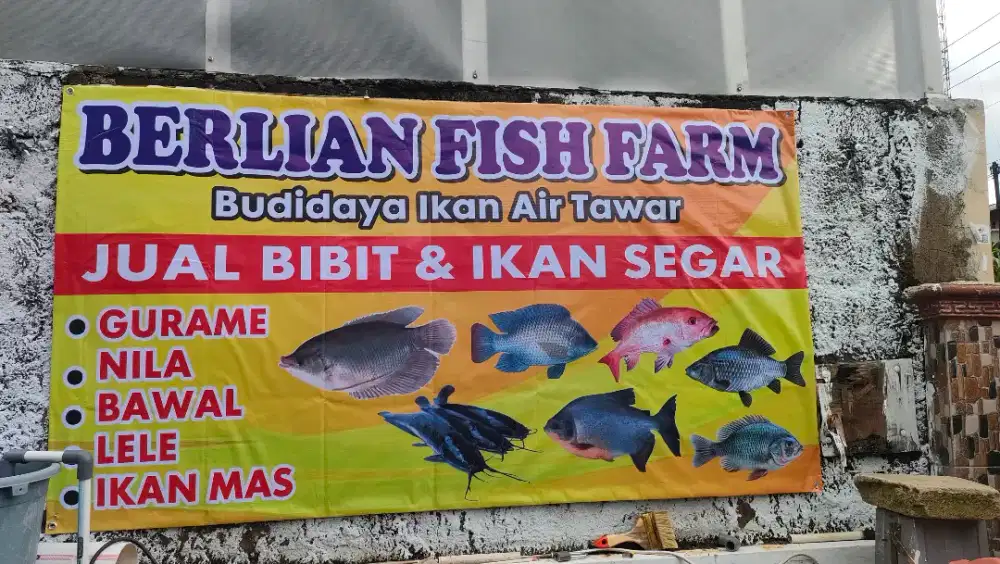 BERLIAN FISH FARM
Budidaya Ikan Air Tawar
JUAL BIBIT & IKAN SEGAR
• GURAME
• NILA
• BAWAL
• LELE
• IKAN MAS